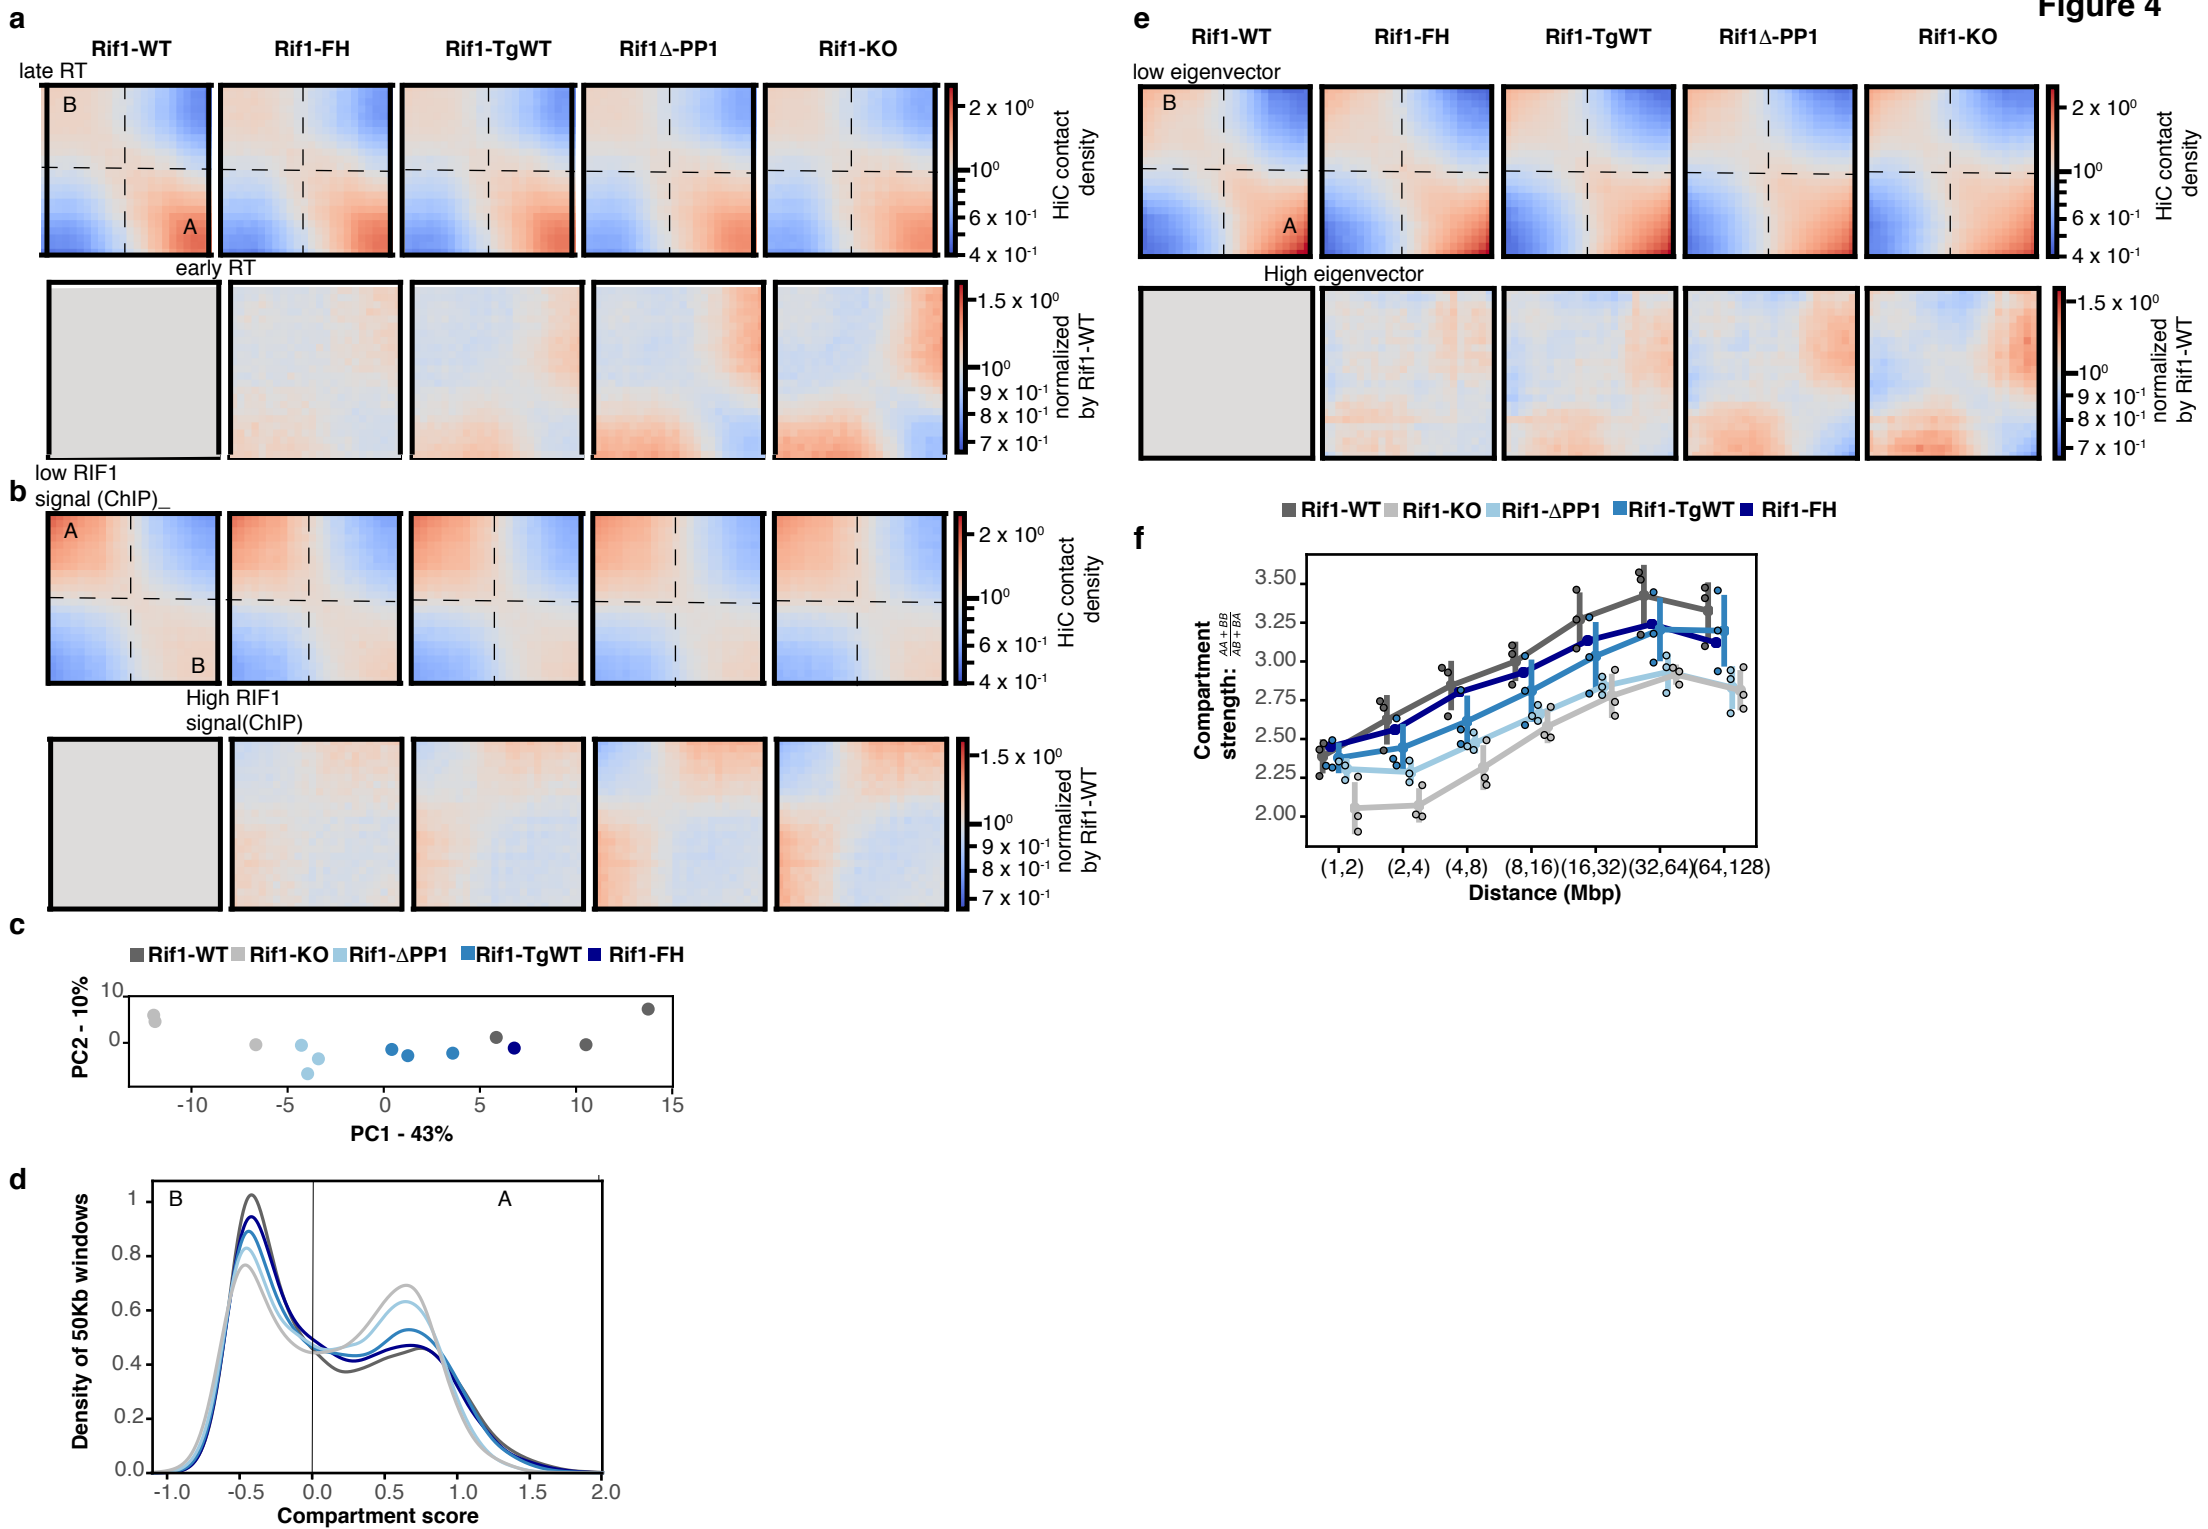 Figure 4
a
Rif1-WT Rif1-FH Rif1-TgWT Rif1Δ-PP1 Rif1-KO
late RT
B
A
early RT
2 x 10⁰
10⁰
6 x 10⁻¹
4 x 10⁻¹
HiC contact
density
1.5 x 10⁰
10⁰
9 x 10⁻¹
8 x 10⁻¹
7 x 10⁻¹
normalized
by Rif1-WT
b
low RIF1
signal (ChIP)_
A
B
High RIF1
signal(ChIP)
2 x 10⁰
10⁰
6 x 10⁻¹
4 x 10⁻¹
HiC contact
density
1.5 x 10⁰
10⁰
9 x 10⁻¹
8 x 10⁻¹
7 x 10⁻¹
normalized
by Rif1-WT
c
Rif1-WT Rif1-KO Rif1-ΔPP1 Rif1-TgWT Rif1-FH
PC2 - 10%
10
0
-10 -5 0 5 10 15
PC1 - 43%
d
Density of 50Kb windows
B A
1
0.8
0.6
0.4
0.2
0.0
-1.0 -0.5 0.0 0.5 1.0 1.5 2.0
Compartment score
e
Rif1-WT Rif1-FH Rif1-TgWT Rif1Δ-PP1 Rif1-KO
low eigenvector
B
A
High eigenvector
2 x 10⁰
10⁰
6 x 10⁻¹
4 x 10⁻¹
HiC contact
density
1.5 x 10⁰
10⁰
9 x 10⁻¹
8 x 10⁻¹
7 x 10⁻¹
normalized
by Rif1-WT
f
Rif1-WT Rif1-KO Rif1-ΔPP1 Rif1-TgWT Rif1-FH
Compartment
strength: AA + BB / AB + BA
3.50
3.25
3.00
2.75
2.50
2.25
2.00
(1,2) (2,4) (4,8) (8,16) (16,32) (32,64) (64,128)
Distance (Mbp)